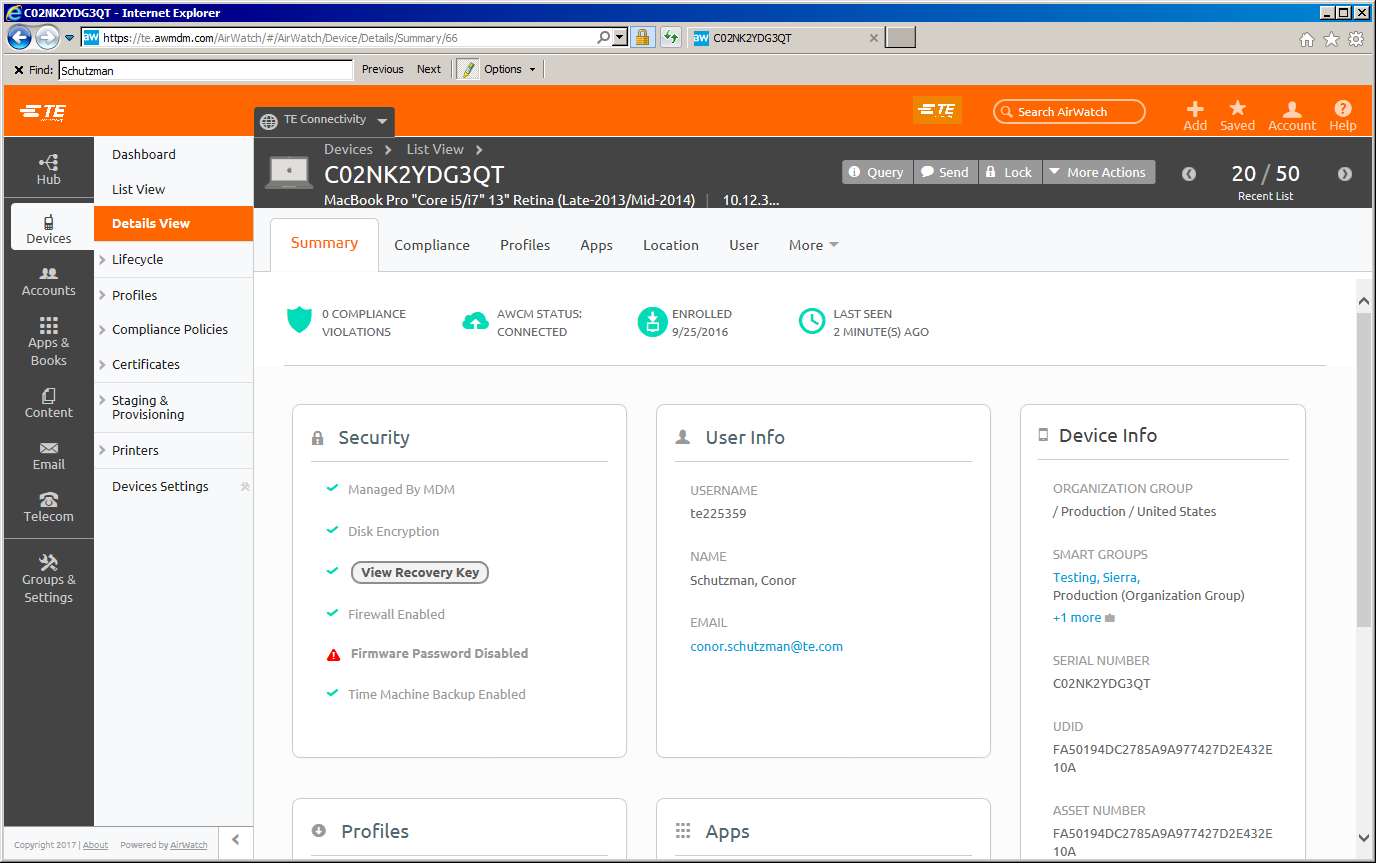 C02NK2YDG3QT - Internet Explorer
aw https://te.awmdm.com/AirWatch/#/AirWatch/Device/Details/Summary/66
aw C02NK2YDG3QT
Find: Schutzman Previous Next Options
TE
TE Connectivity
TE
Search AirWatch
Add Saved Account Help
Hub
Devices
Accounts
Apps &
Books
Content
Email
Telecom
Groups &
Settings
Dashboard
List View
Details View
Lifecycle
Profiles
Compliance Policies
Certificates
Staging &
Provisioning
Printers
Devices Settings
Copyright 2017 | About Powered by AirWatch
Devices List View
C02NK2YDG3QT
MacBook Pro "Core i5/i7" 13" Retina (Late-2013/Mid-2014) | 10.12.3...
Query Send Lock More Actions
20 / 50
Recent List
Summary Compliance Profiles Apps Location User More
0 COMPLIANCE
VIOLATIONS
AWCM STATUS:
CONNECTED
ENROLLED
9/25/2016
LAST SEEN
2 MINUTE(S) AGO
Security
Managed By MDM
Disk Encryption
View Recovery Key
Firewall Enabled
Firmware Password Disabled
Time Machine Backup Enabled
User Info
USERNAME
te225359
NAME
Schutzman, Conor
EMAIL
conor.schutzman@te.com
Device Info
ORGANIZATION GROUP
/ Production / United States
SMART GROUPS
Testing, Sierra,
Production (Organization Group)
+1 more
SERIAL NUMBER
C02NK2YDG3QT
UDID
FA50194DC2785A9A977427D2E432E
10A
ASSET NUMBER
FA50194DC2785A9A977427D2E432E
10A
Profiles
Apps